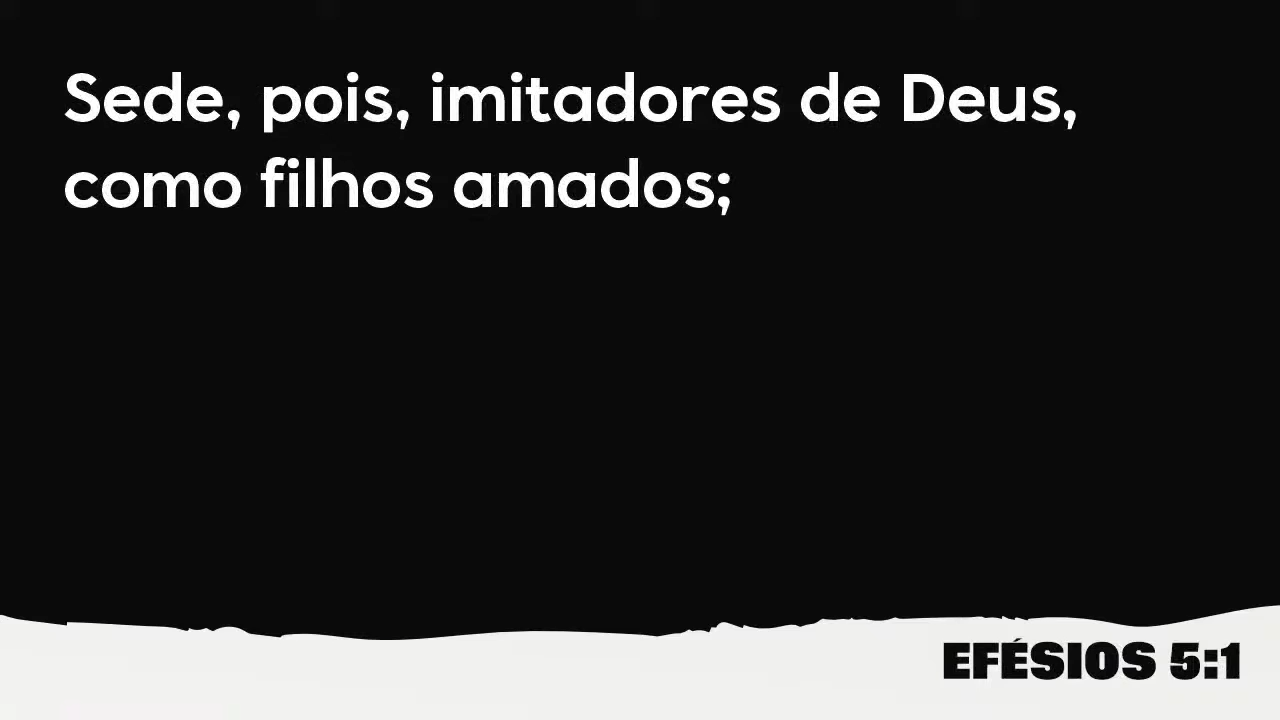 Sede, pois, imitadores de Deus,
como filhos amados;
EFÉSIOS 5:1